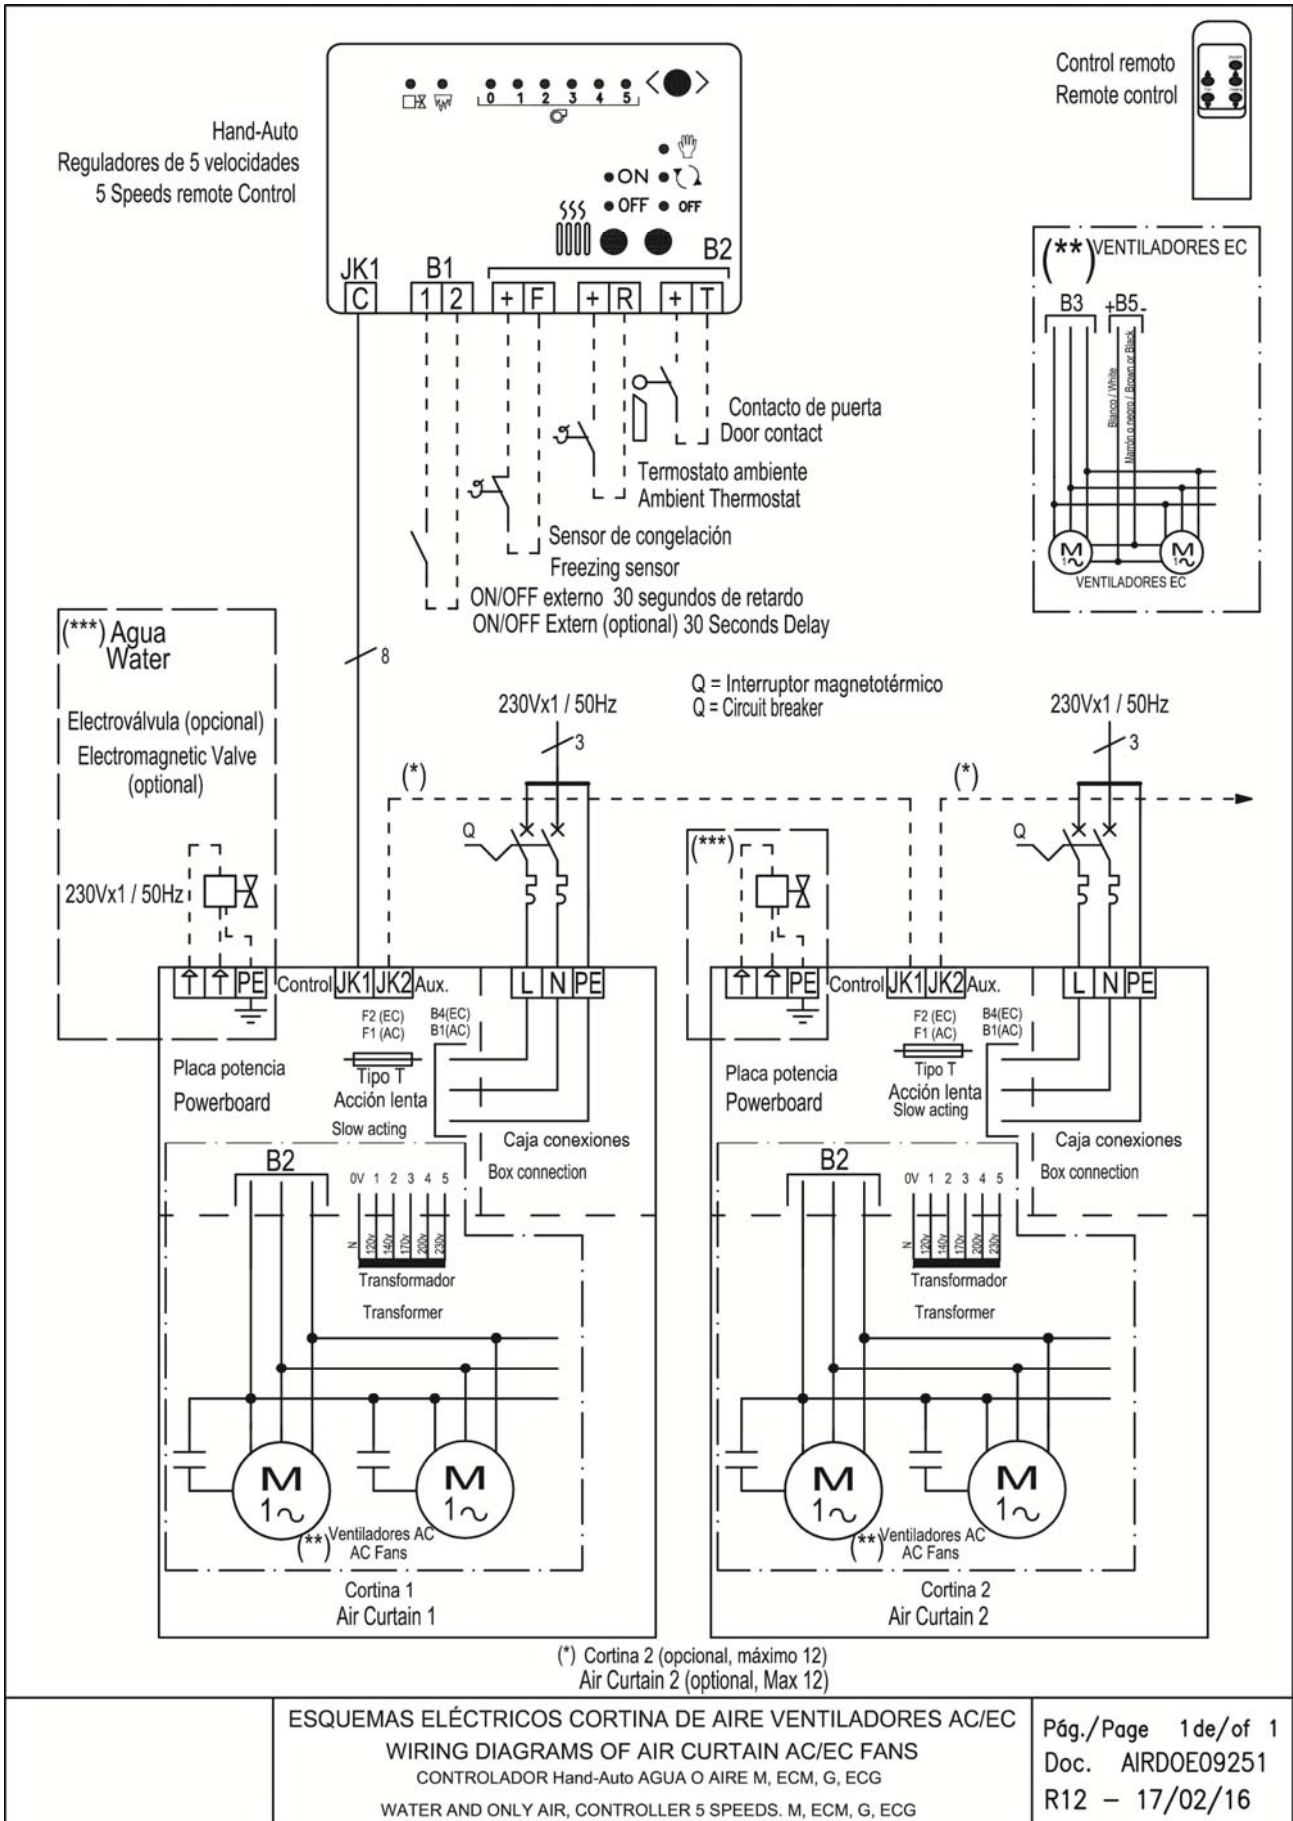 Control remoto
Remote control
Hand-Auto
Reguladores de 5 velocidades
5 Speeds remote Control
0 1 2 3 4 5
ON
OFF OFF
JK1 B1 B2
C 1 2 + F + R + T
(**) VENTILADORES EC
B3 +B5-
Blanco / White
Marrón o negro / Brown or Black
M 1~ M 1~
VENTILADORES EC
Contacto de puerta
Door contact
Termostato ambiente
Ambient Thermostat
Sensor de congelación
Freezing sensor
ON/OFF externo 30 segundos de retardo
ON/OFF Extern (optional) 30 Seconds Delay
8
(***) Agua
Water
Electroválvula (opcional)
Electromagnetic Valve
(optional)
230Vx1 / 50Hz
Q = Interruptor magnetotérmico
Q = Circuit breaker
230Vx1 / 50Hz
3
(*)
Q
230Vx1 / 50Hz
3
(*)
Q
(***)
PE Control JK1 JK2 Aux. L N PE
F2 (EC) B4(EC)
F1 (AC) B1(AC)
Tipo T
Acción lenta
Slow acting
Placa potencia
Powerboard
Caja conexiones
Box connection
B2
0V 1 2 3 4 5
N 120v 140v 170v 200v 230v
Transformador
Transformer
M 1~ M 1~
(**) Ventiladores AC
AC Fans
Cortina 1
Air Curtain 1
PE Control JK1 JK2 Aux. L N PE
F2 (EC) B4(EC)
F1 (AC) B1(AC)
Tipo T
Acción lenta
Slow acting
Placa potencia
Powerboard
Caja conexiones
Box connection
B2
0V 1 2 3 4 5
N 120v 140v 170v 200v 230v
Transformador
Transformer
M 1~ M 1~
(**) Ventiladores AC
AC Fans
Cortina 2
Air Curtain 2
(*) Cortina 2 (opcional, máximo 12)
Air Curtain 2 (optional, Max 12)
ESQUEMAS ELÉCTRICOS CORTINA DE AIRE VENTILADORES AC/EC
WIRING DIAGRAMS OF AIR CURTAIN AC/EC FANS
CONTROLADOR Hand-Auto AGUA O AIRE M, ECM, G, ECG
WATER AND ONLY AIR, CONTROLLER 5 SPEEDS. M, ECM, G, ECG
Pág./Page 1 de/of 1
Doc. AIRDOE09251
R12 – 17/02/16